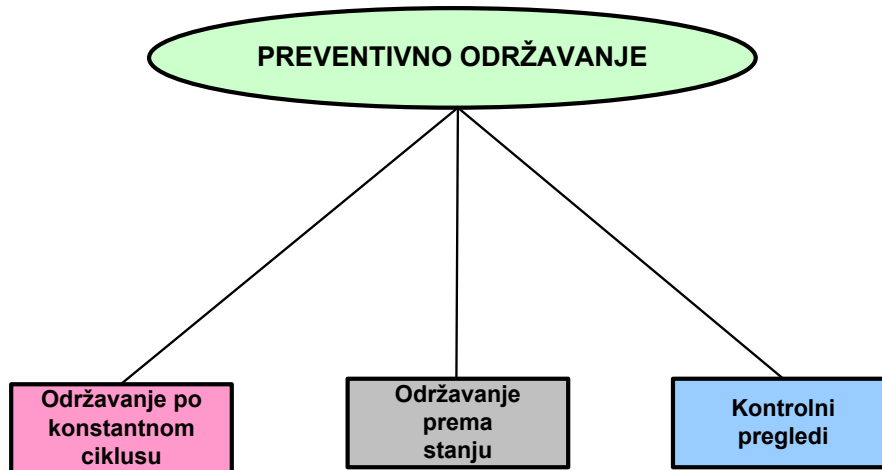 PREVENTIVNO ODRŽAVANJE
Održavanje po
konstantnom
ciklusu
Održavanje
prema
stanju
Kontrolni
pregledi